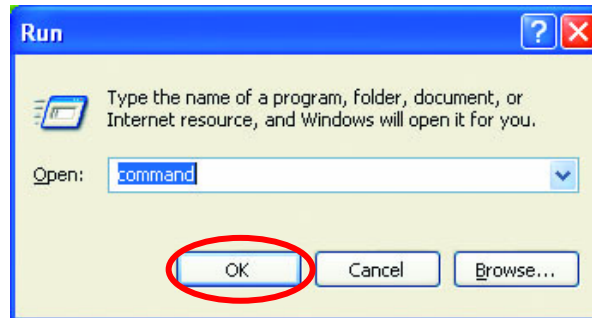 Run
Type the name of a program, folder, document, or
Internet resource, and Windows will open it for you.
Open: command
OK Cancel Browse...